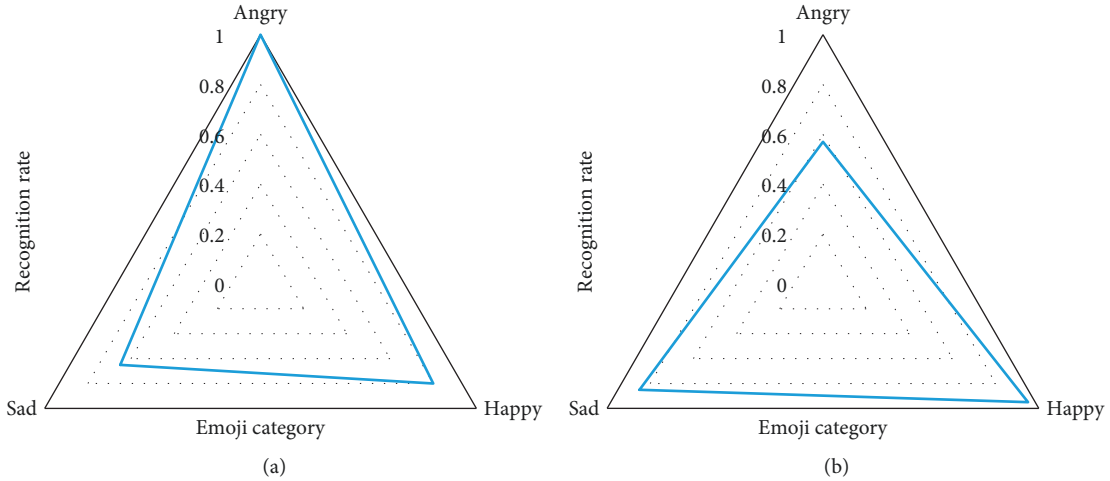 Angry
1
0.8
0.6
0.4
0.2
0
Recognition rate
Sad
Happy
Emoji category
(a)
Angry
1
0.8
0.6
0.4
0.2
0
Recognition rate
Sad
Happy
Emoji category
(b)